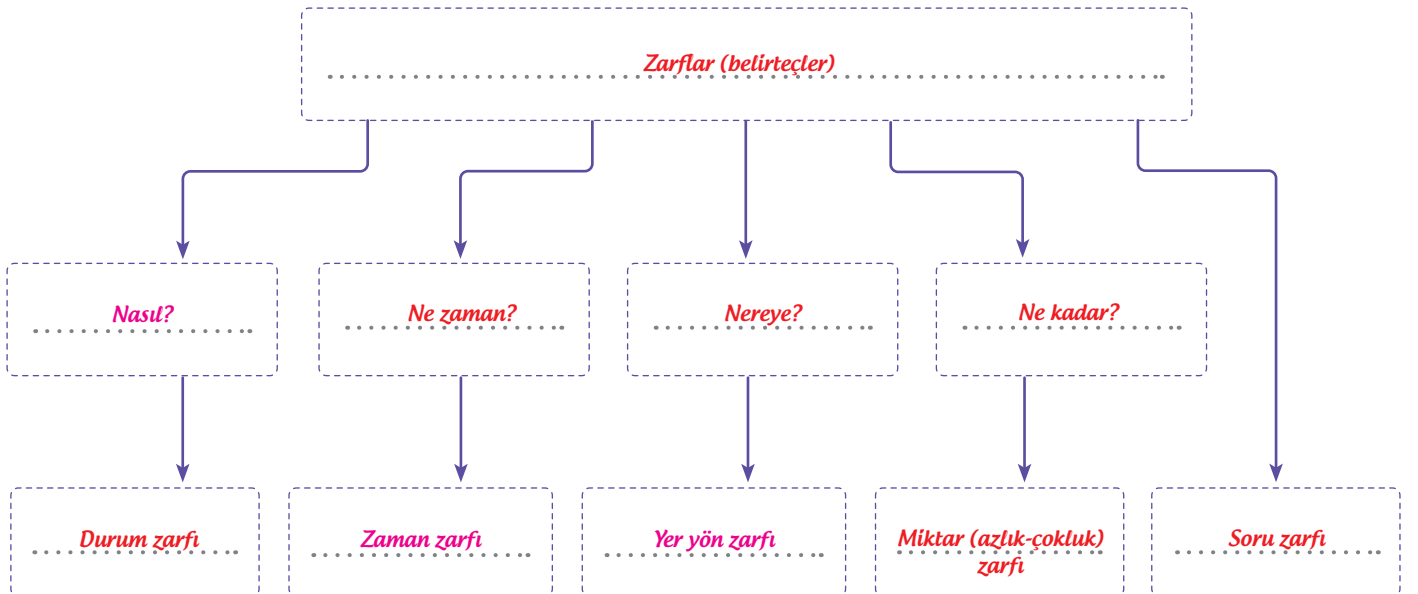 Zarflar (belirteçler)
Nasıl?
Ne zaman?
Nereye?
Ne kadar?
Durum zarfı
Zaman zarfı
Yer yön zarfı
Miktar (azlık-çokluk)
zarfı
Soru zarfı